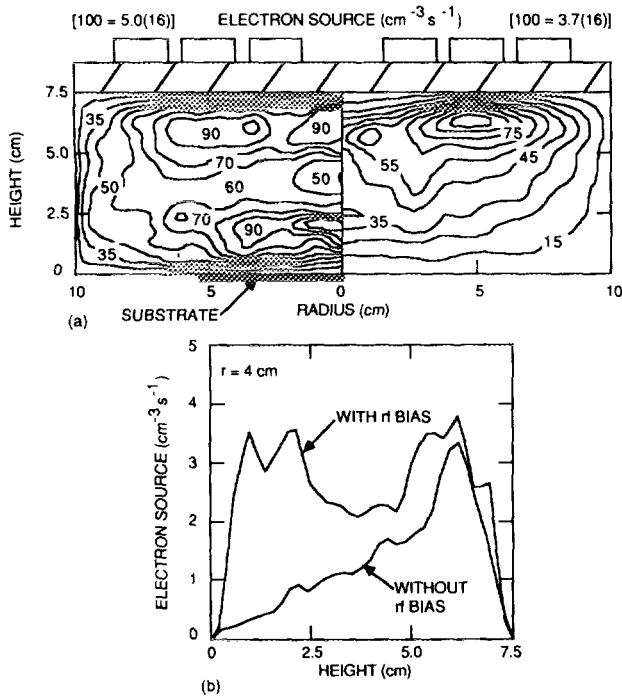 [100 = 5.0(16)] ELECTRON SOURCE (cm⁻³s⁻¹) [100 = 3.7(16)]
7.5
5.0
2.5
0
HEIGHT (cm)
35
90
90
70
50
60
50
70
90
35
75
55
45
35
15
10 5 0 5 10
SUBSTRATE
RADIUS (cm)
(a)
ELECTRON SOURCE (cm⁻³s⁻¹)
5
4
3
2
1
0
r = 4 cm
WITH rf BIAS
WITHOUT
rf BIAS
0 2.5 5.0 7.5
HEIGHT (cm)
(b)